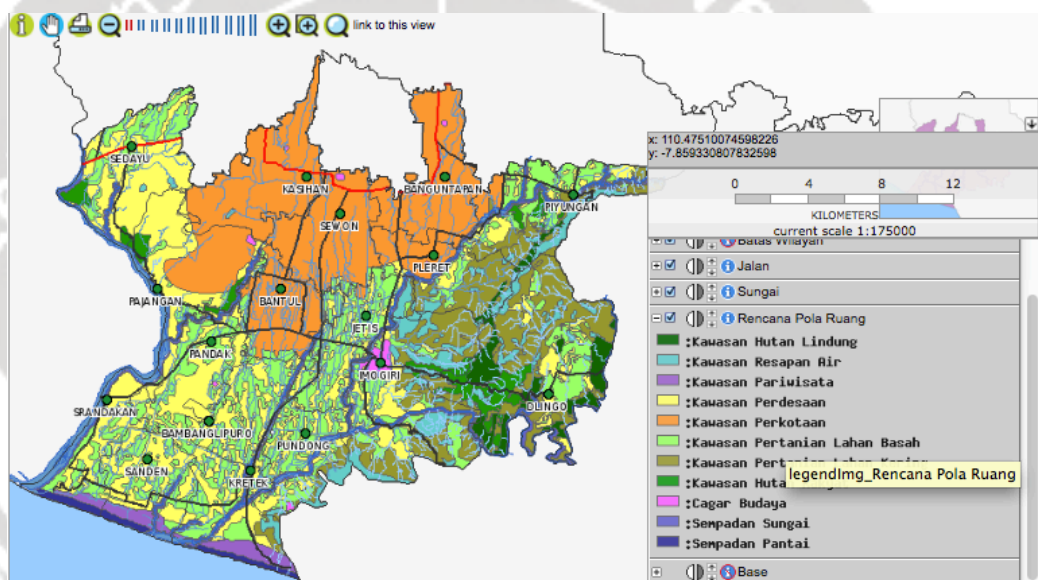 link to this view
x: 110.47510074598226
y: -7.859330807832598
0 4 8 12
KILOMETERS
current scale 1:175000
Batas Wilayah
Jalan
Sungai
Rencana Pola Ruang
:Kawasan Hutan Lindung
:Kawasan Resapan Air
:Kawasan Pariwisata
:Kawasan Perdesaan
:Kawasan Perkotaan
:Kawasan Pertanian Lahan Basah
:Kawasan Pertanian Lahan
legendImg_Rencana Pola Ruang
:Kawasan
:Cagar Budaya
:Sempadan Sungai
:Sempadan Pantai
Base
SEDAYU
KASIHAN
BANGUNTAPAN
PIYUNGAN
SEWON
PLERET
PAJANGAN
BANTUL
JETIS
PANDAK
IMOGIRI
SRANDAKAN
DLINGO
BAMBANGLIPURO
PUNDONG
SANDEN
KRETEK